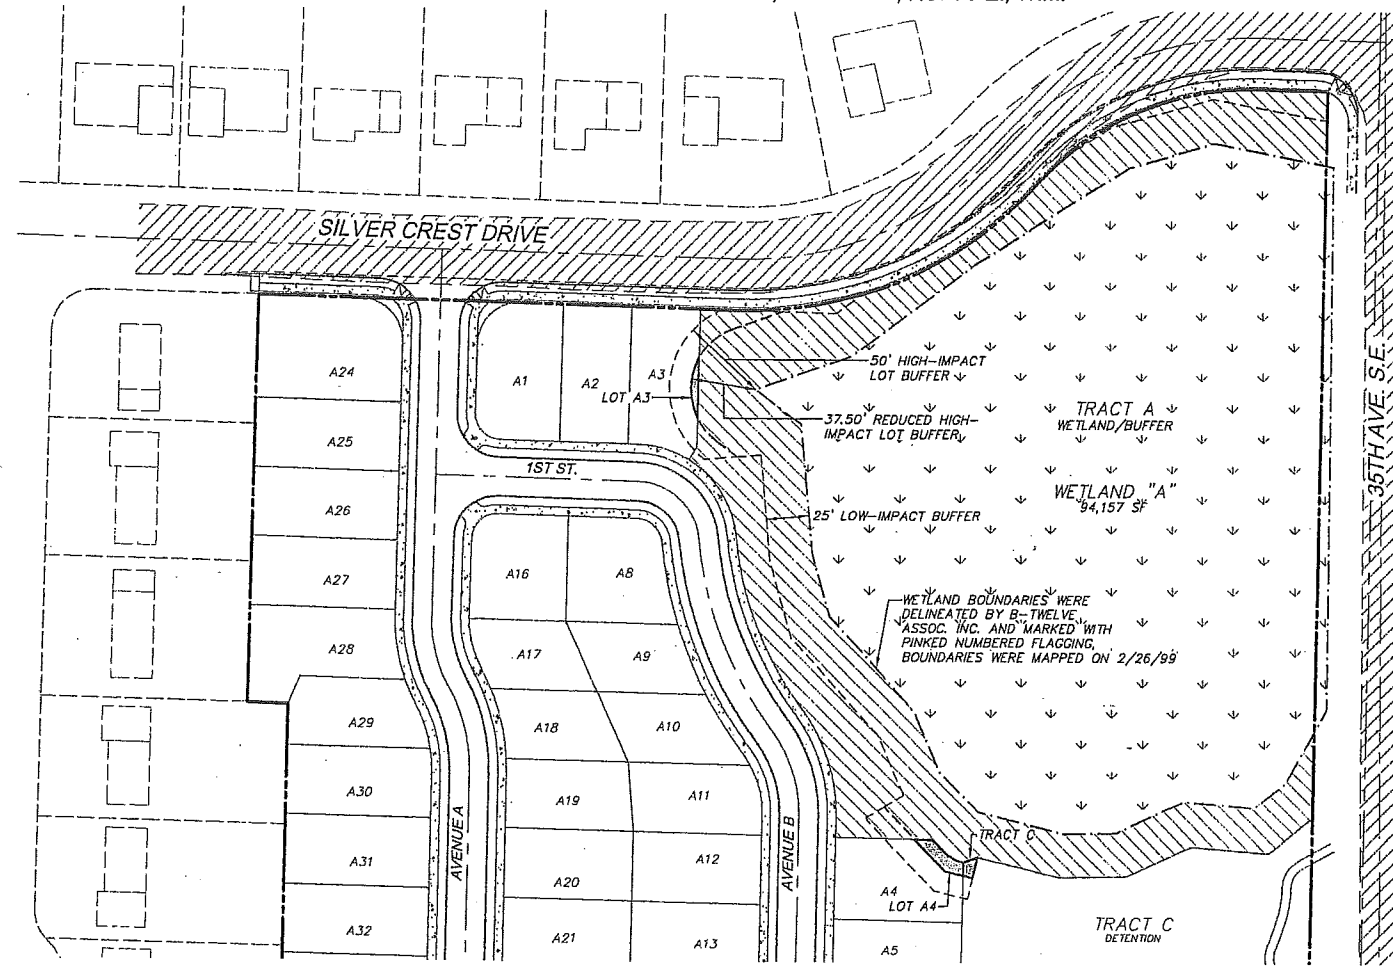 SILVER CREST DRIVE
35TH AVE. S.E.
A24
A1
A2
A3
LOT A3
50' HIGH-IMPACT
LOT BUFFER
37.50' REDUCED HIGH-
IMPACT LOT BUFFER
TRACT A
WETLAND/BUFFER
A25
1ST ST.
WETLAND "A"
94,157 SF
A26
25' LOW-IMPACT BUFFER
A27
A16
A8
WETLAND BOUNDARIES WERE
DELINEATED BY B-TWELVE
ASSOC. INC. AND MARKED WITH
PINKED NUMBERED FLAGGING,
BOUNDARIES WERE MAPPED ON 2/26/99
A28
A17
A9
A29
A18
A10
A30
A19
A11
AVENUE A
AVENUE B
TRACT C
A31
A20
A12
A4
LOT A4
A32
A21
A13
A5
TRACT C
DETENTION